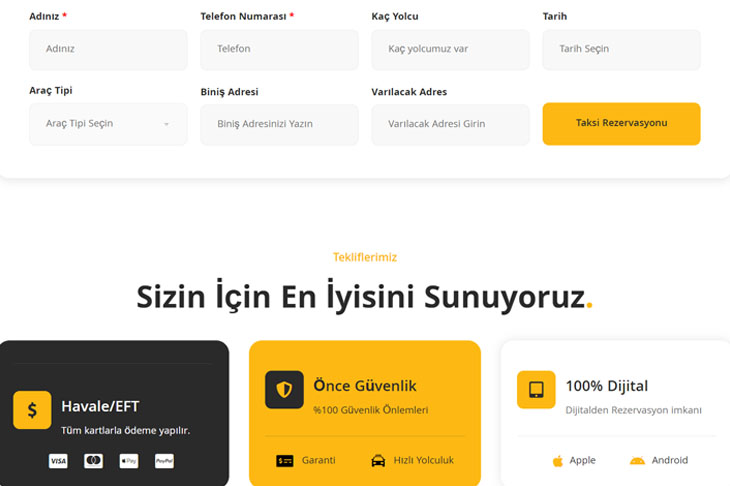 Adınız *
Telefon Numarası *
Kaç Yolcu
Tarih
Adınız
Telefon
Kaç yolcumuz var
Tarih Seçin
Araç Tipi
Biniş Adresi
Varılacak Adres
Araç Tipi Seçin
Biniş Adresinizi Yazın
Varılacak Adresi Girin
Taksi Rezervasyonu
Tekliflerimiz
Sizin İçin En İyisini Sunuyoruz.
$
Havale/EFT
Tüm kartlarla ödeme yapılır.
VISA
Pay
PayPal
Önce Güvenlik
%100 Güvenlik Önlemleri
Garanti
Hızlı Yolculuk
100% Dijital
Dijitalden Rezervasyon imkanı
Apple
Android